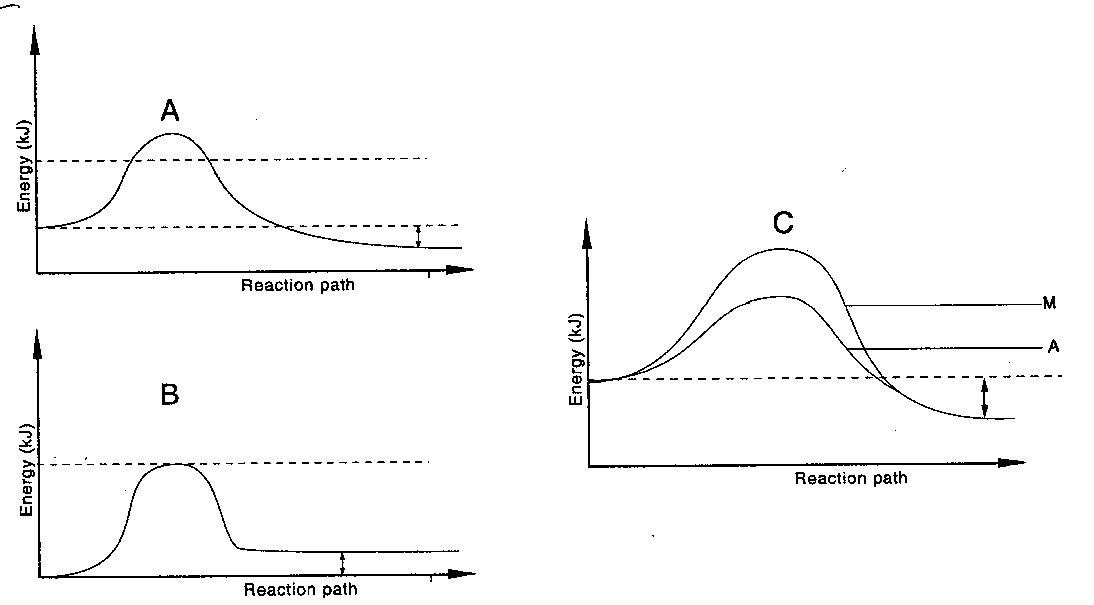 A
Energy (kJ)
Reaction path
B
Energy (kJ)
Reaction path
C
M
A
Energy (kJ)
Reaction path